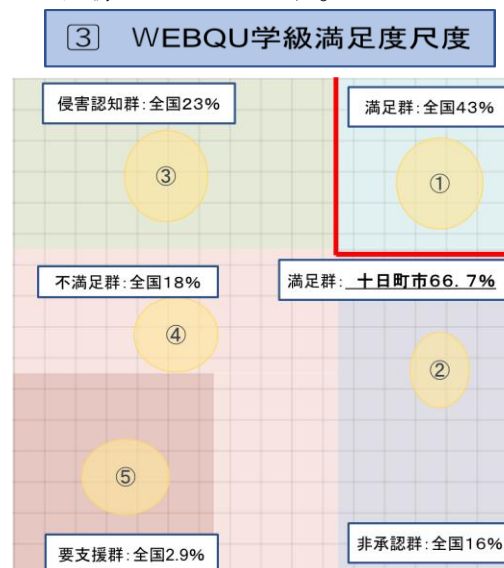 ③ WEBQU学級満足度尺度
侵害認知群:全国23%
満足群:全国43%
③
①
不満足群:全国18%
満足群: 十日町市66. 7%
④
②
⑤
要支援群:全国2.9%
非承認群:全国16%